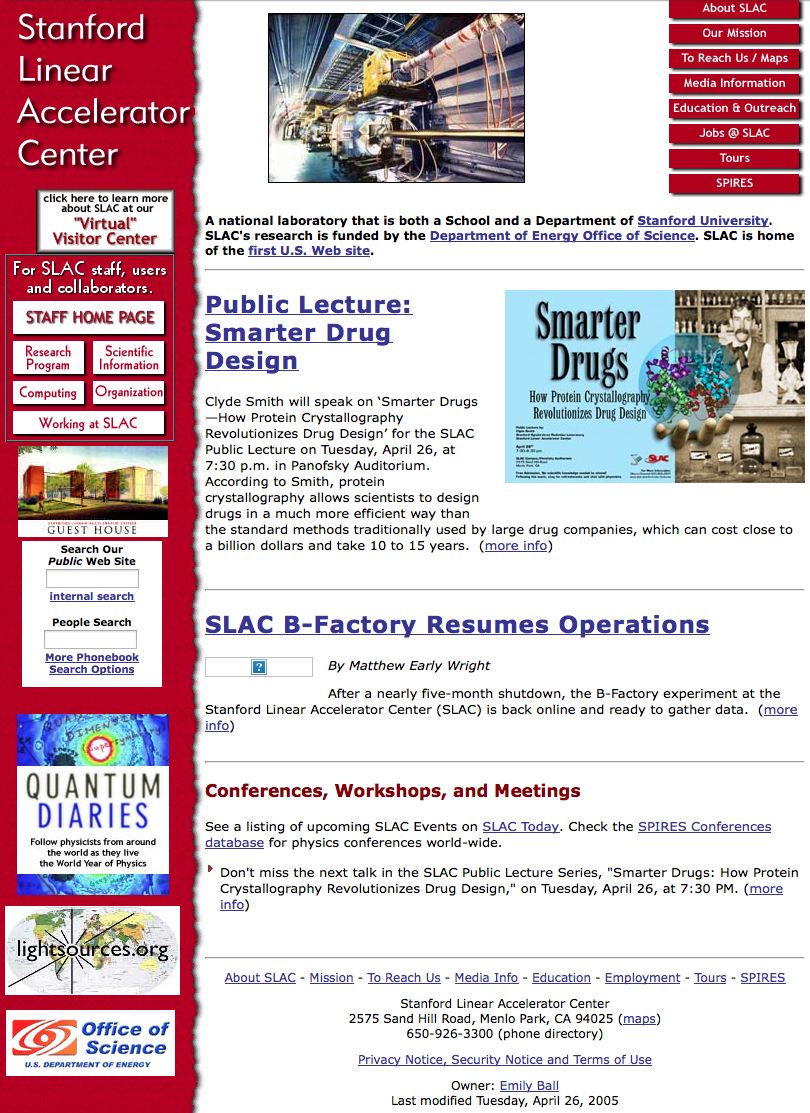 Stanford
Linear
Accelerator
Center
click here to learn more
about SLAC at our
"Virtual"
Visitor Center
For SLAC staff, users
and collaborators.
STAFF HOME PAGE
Research
Program
Scientific
Information
Computing
Organization
Working at SLAC
GUEST HOUSE
Search Our
Public Web Site
internal search
People Search
More Phonebook
Search Options
QUANTUM
DIARIES
Follow physicists from around
the world as they live
the World Year of Physics
lightsources.org
Office of
Science
U.S. DEPARTMENT OF ENERGY
About SLAC
Our Mission
To Reach Us / Maps
Media Information
Education & Outreach
Jobs @ SLAC
Tours
SPIRES
A national laboratory that is both a School and a Department of Stanford University.
SLAC's research is funded by the Department of Energy Office of Science. SLAC is home
of the first U.S. Web site.
Public Lecture:
Smarter Drug
Design
Smarter
Drugs
How Protein Crystallography
Revolutionizes Drug Design
Clyde Smith will speak on ‘Smarter Drugs
—How Protein Crystallography
Revolutionizes Drug Design’ for the SLAC
Public Lecture on Tuesday, April 26, at
7:30 p.m. in Panofsky Auditorium.
According to Smith, protein
crystallography allows scientists to design
drugs in a much more efficient way than
the standard methods traditionally used by large drug companies, which can cost close to
a billion dollars and take 10 to 15 years. (more info)
SLAC B-Factory Resumes Operations
?
By Matthew Early Wright
After a nearly five-month shutdown, the B-Factory experiment at the
Stanford Linear Accelerator Center (SLAC) is back online and ready to gather data. (more
info)
Conferences, Workshops, and Meetings
See a listing of upcoming SLAC Events on SLAC Today. Check the SPIRES Conferences
database for physics conferences world-wide.
Don't miss the next talk in the SLAC Public Lecture Series, "Smarter Drugs: How Protein
Crystallography Revolutionizes Drug Design," on Tuesday, April 26, at 7:30 PM. (more
info)
About SLAC - Mission - To Reach Us - Media Info - Education - Employment - Tours - SPIRES
Stanford Linear Accelerator Center
2575 Sand Hill Road, Menlo Park, CA 94025 (maps)
650-926-3300 (phone directory)
Privacy Notice, Security Notice and Terms of Use
Owner: Emily Ball
Last modified Tuesday, April 26, 2005